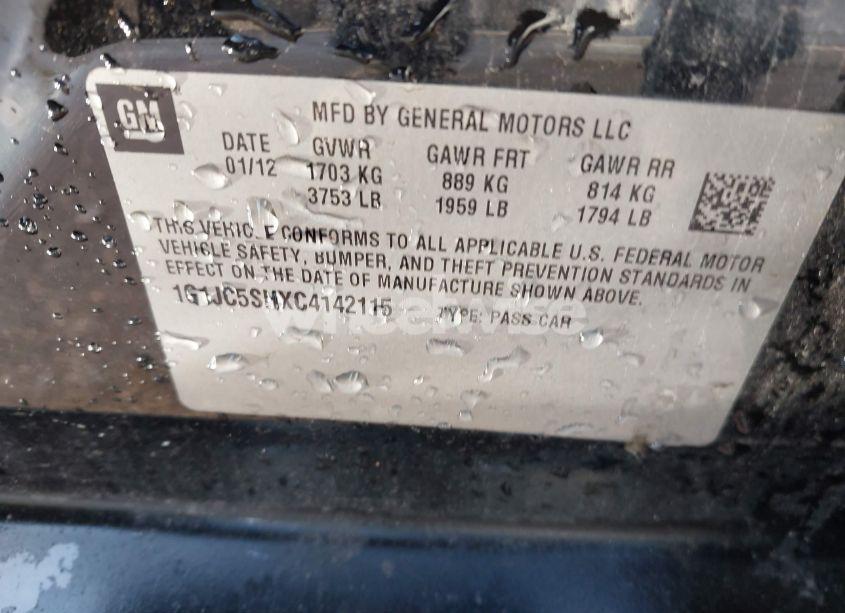 GM
MFD BY GENERAL MOTORS LLC
DATE GVWR GAWR FRT GAWR RR
01/12 1703 KG 889 KG 814 KG
3753 LB 1959 LB 1794 LB
THIS VEHICLE CONFORMS TO ALL APPLICABLE U.S. FEDERAL MOTOR
VEHICLE SAFETY, BUMPER, AND THEFT PREVENTION STANDARDS IN
EFFECT ON THE DATE OF MANUFACTURE SHOWN ABOVE.
1G1JC5SHXC4142115 TYPE: PASS CAR